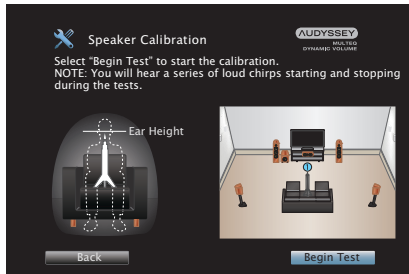 Speaker Calibration
AUDYSSEY
MULTEQ
DYNAMIC VOLUME
Select “Begin Test” to start the calibration.
NOTE: You will hear a series of loud chirps starting and stopping
during the tests.
Ear Height
1
Back
Begin Test